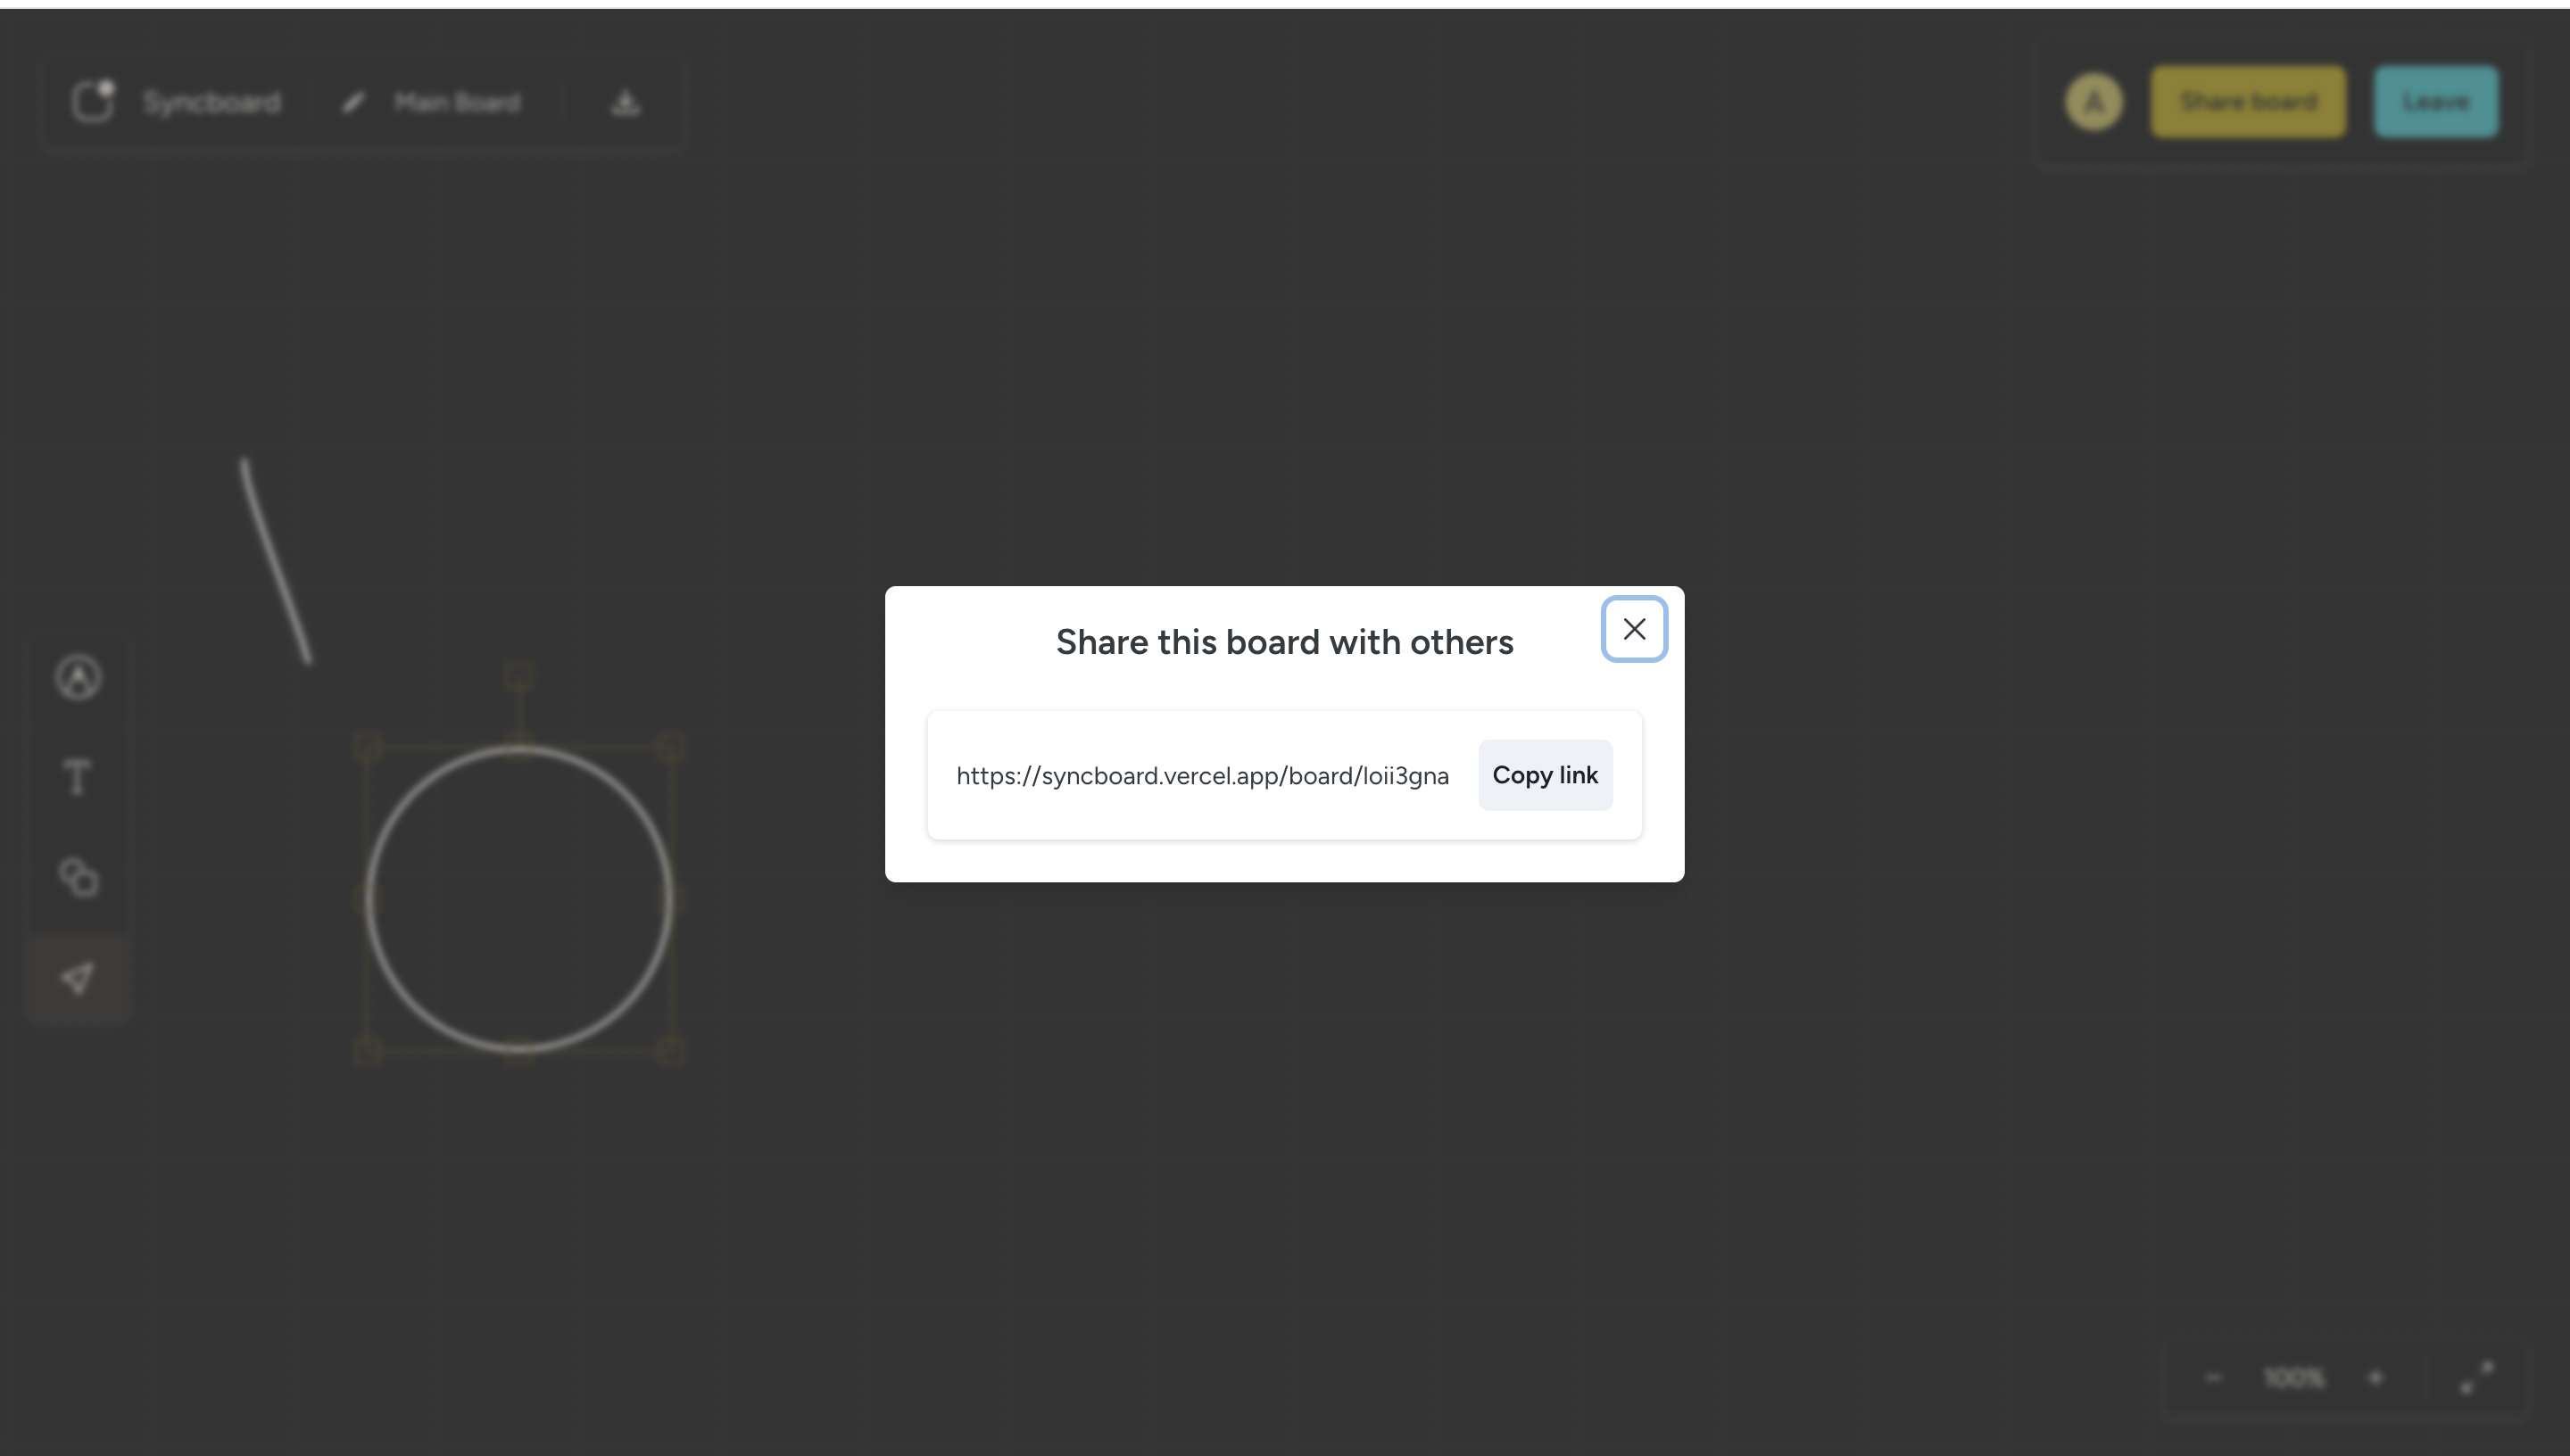 Syncboard
Main Board
A
Share board
Leave
Share this board with others
https://syncboard.vercel.app/board/loii3gna
Copy link
T
100%